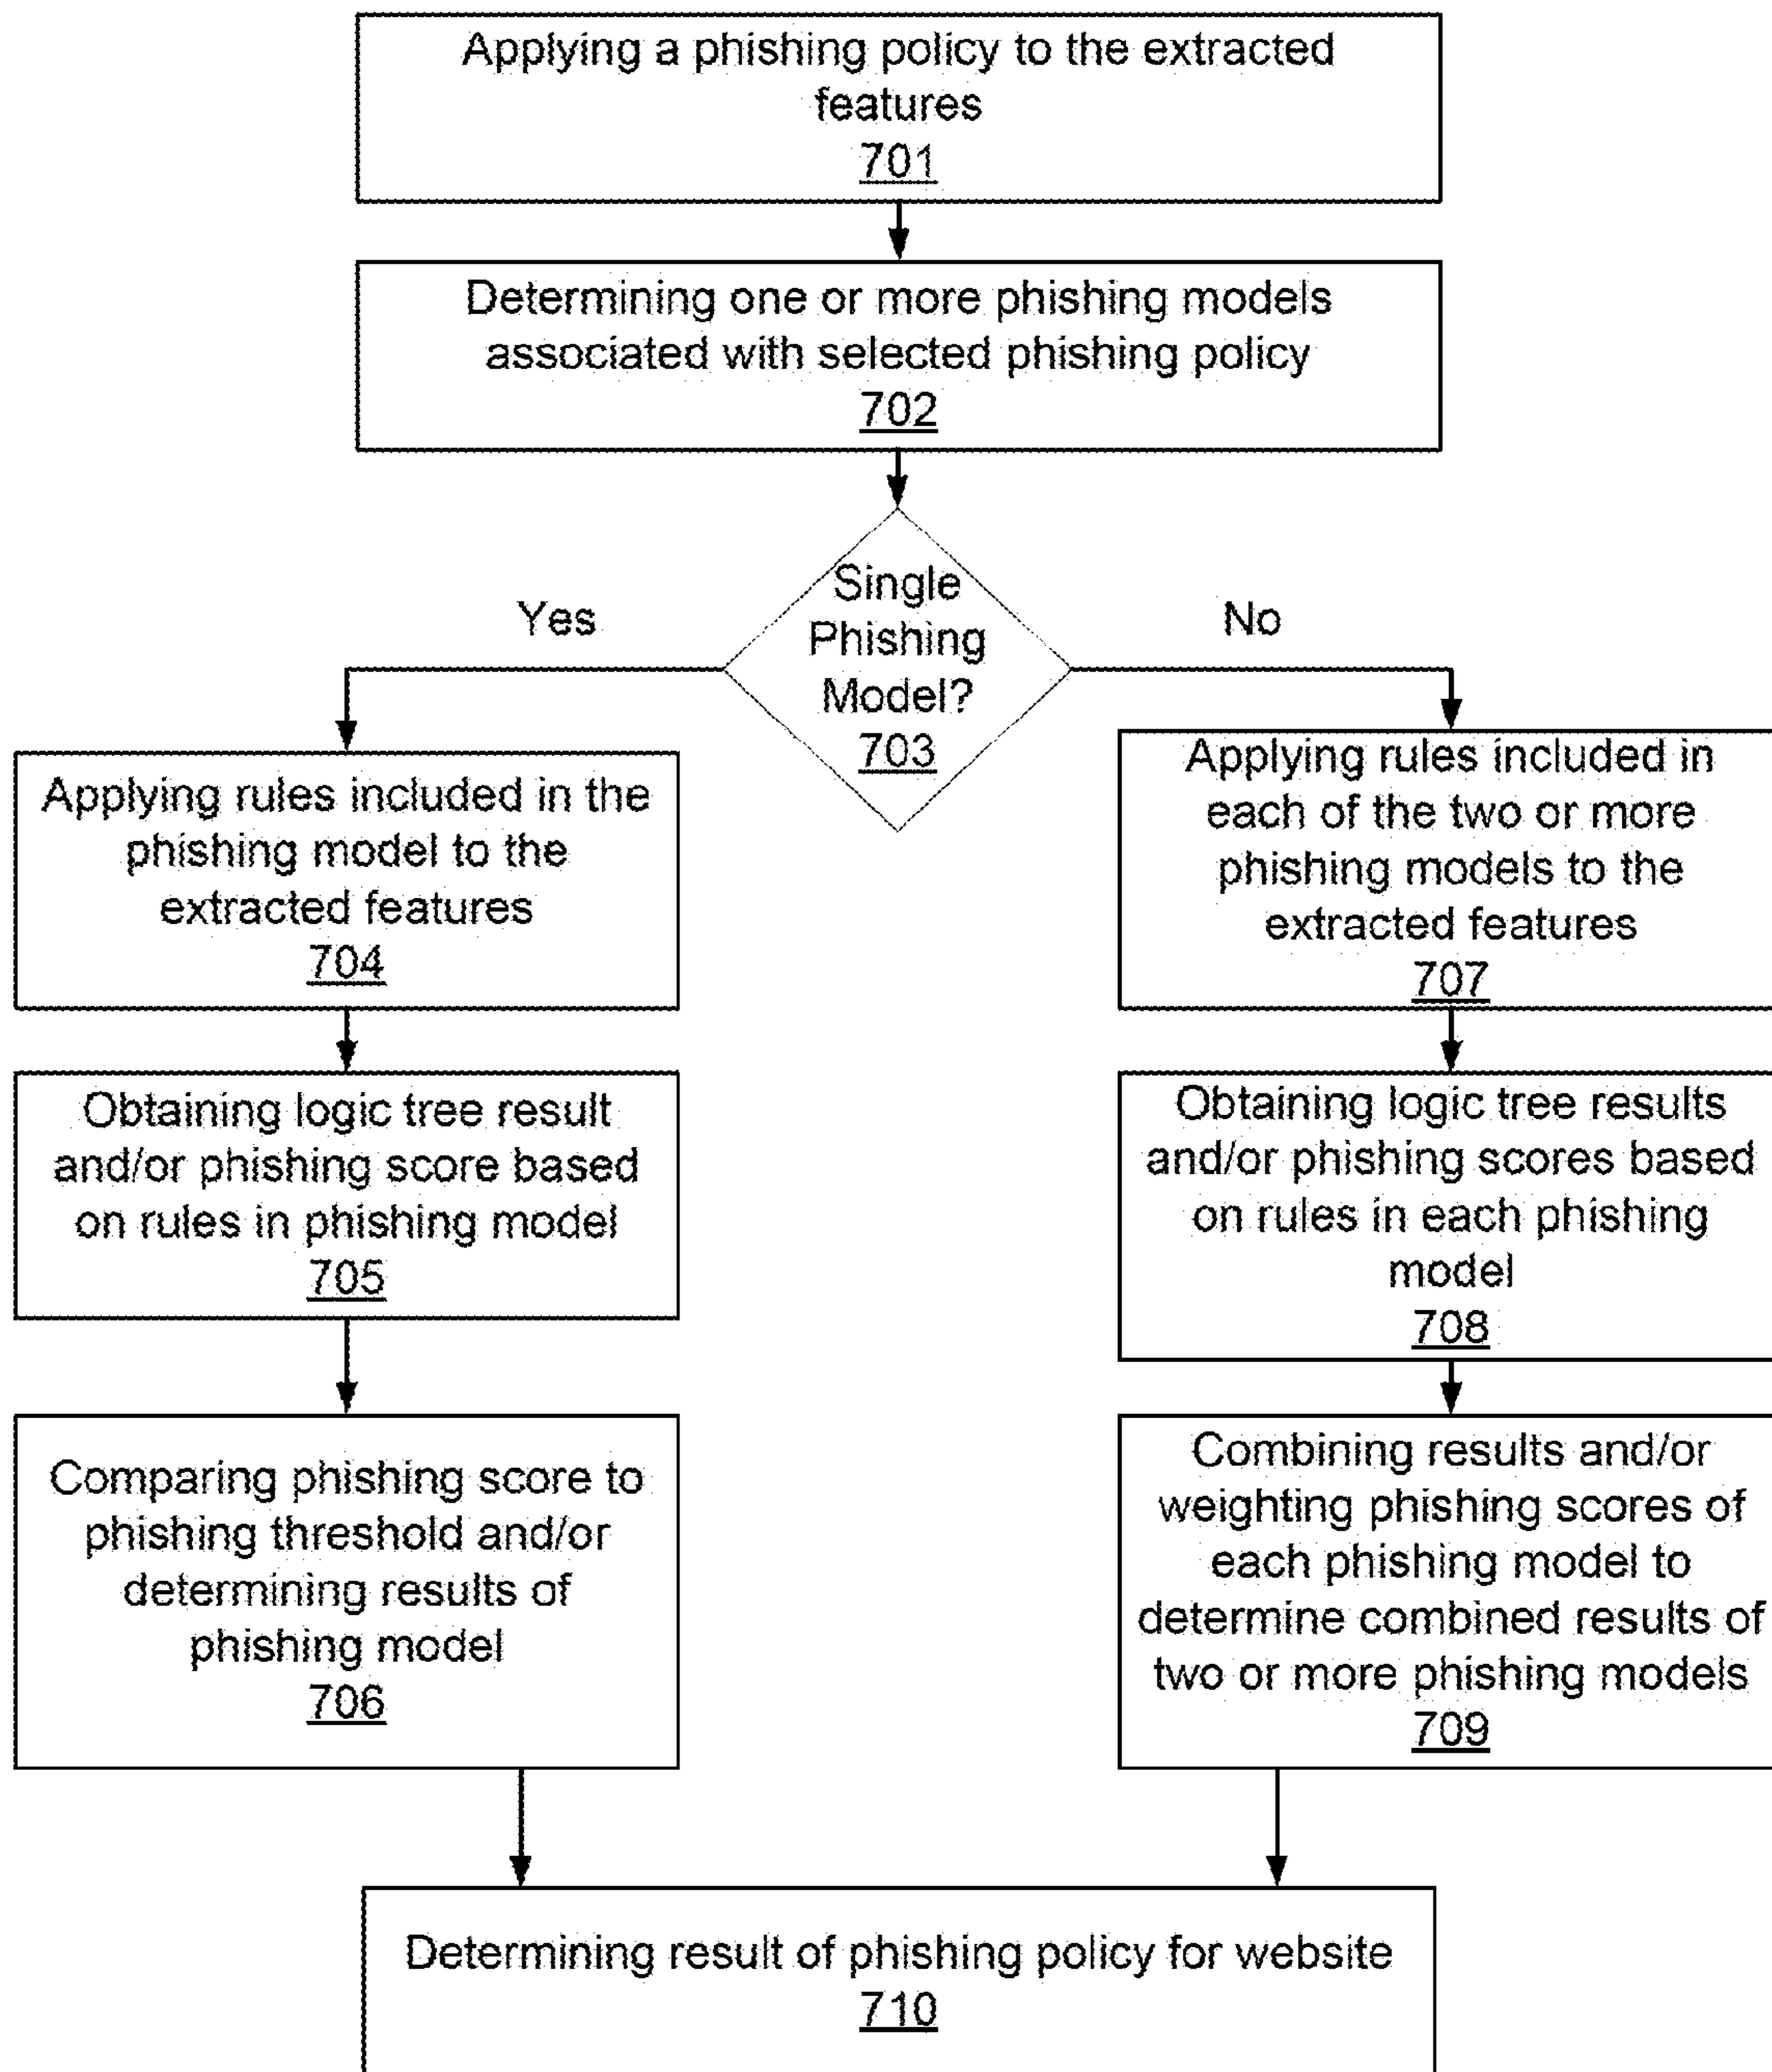 Applying a phishing policy to the extracted
features
701
Determining one or more phishing models
associated with selected phishing policy
702
Single
Phishing
Model?
703
Yes
No
Applying rules included in the
phishing model to the
extracted features
704
Obtaining logic tree result
and/or phishing score based
on rules in phishing model
705
Comparing phishing score to
phishing threshold and/or
determining results of
phishing model
706
Applying rules included in
each of the two or more
phishing models to the
extracted features
707
Obtaining logic tree results
and/or phishing scores based
on rules in each phishing
model
708
Combining results and/or
weighting phishing scores of
each phishing model to
determine combined results of
two or more phishing models
709
Determining result of phishing policy for website
710